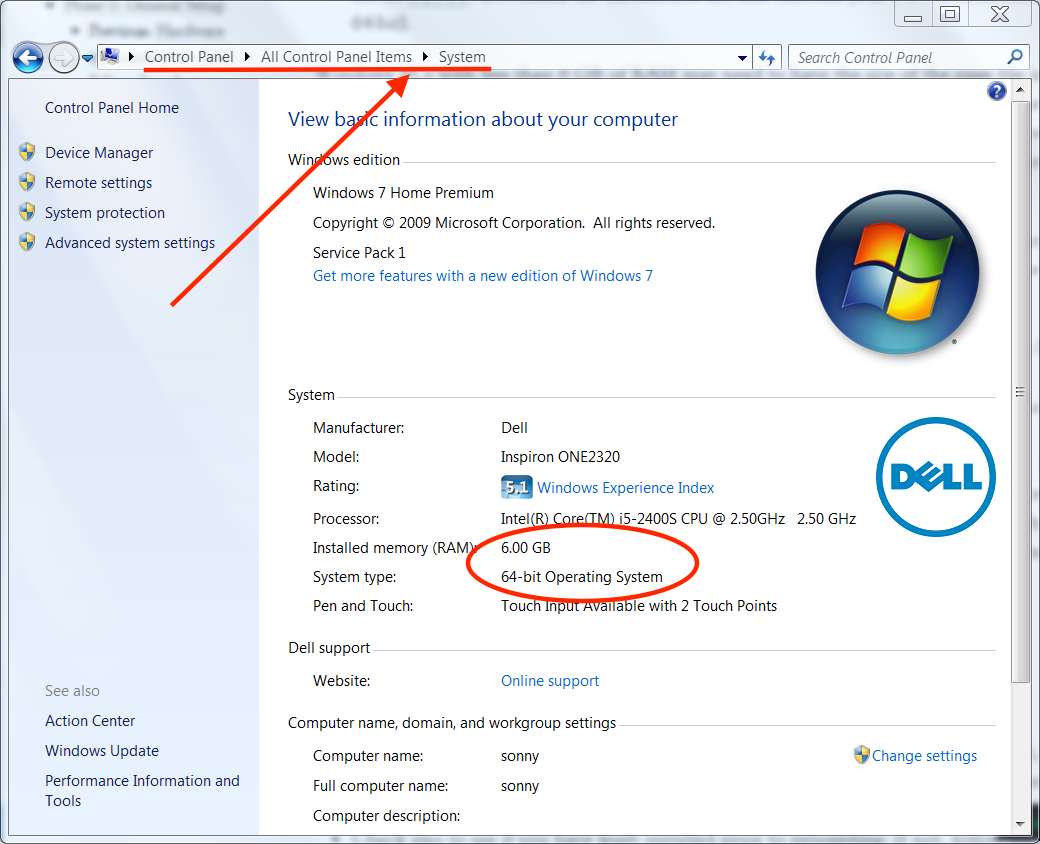 Control Panel ▸ All Control Panel Items ▸ System
Search Control Panel
Control Panel Home
Device Manager
Remote settings
System protection
Advanced system settings
See also
Action Center
Windows Update
Performance Information and
Tools
View basic information about your computer
Windows edition
Windows 7 Home Premium
Copyright © 2009 Microsoft Corporation.  All rights reserved.
Service Pack 1
Get more features with a new edition of Windows 7
System
Manufacturer: Dell
Model: Inspiron ONE2320
Rating: 5.1 Windows Experience Index
Processor: Intel(R) Core(TM) i5-2400S CPU @ 2.50GHz   2.50 GHz
Installed memory (RAM): 6.00 GB
System type: 64-bit Operating System
Pen and Touch: Touch Input Available with 2 Touch Points
DELL
Dell support
Website: Online support
Computer name, domain, and workgroup settings
Computer name: sonny
Change settings
Full computer name: sonny
Computer description: